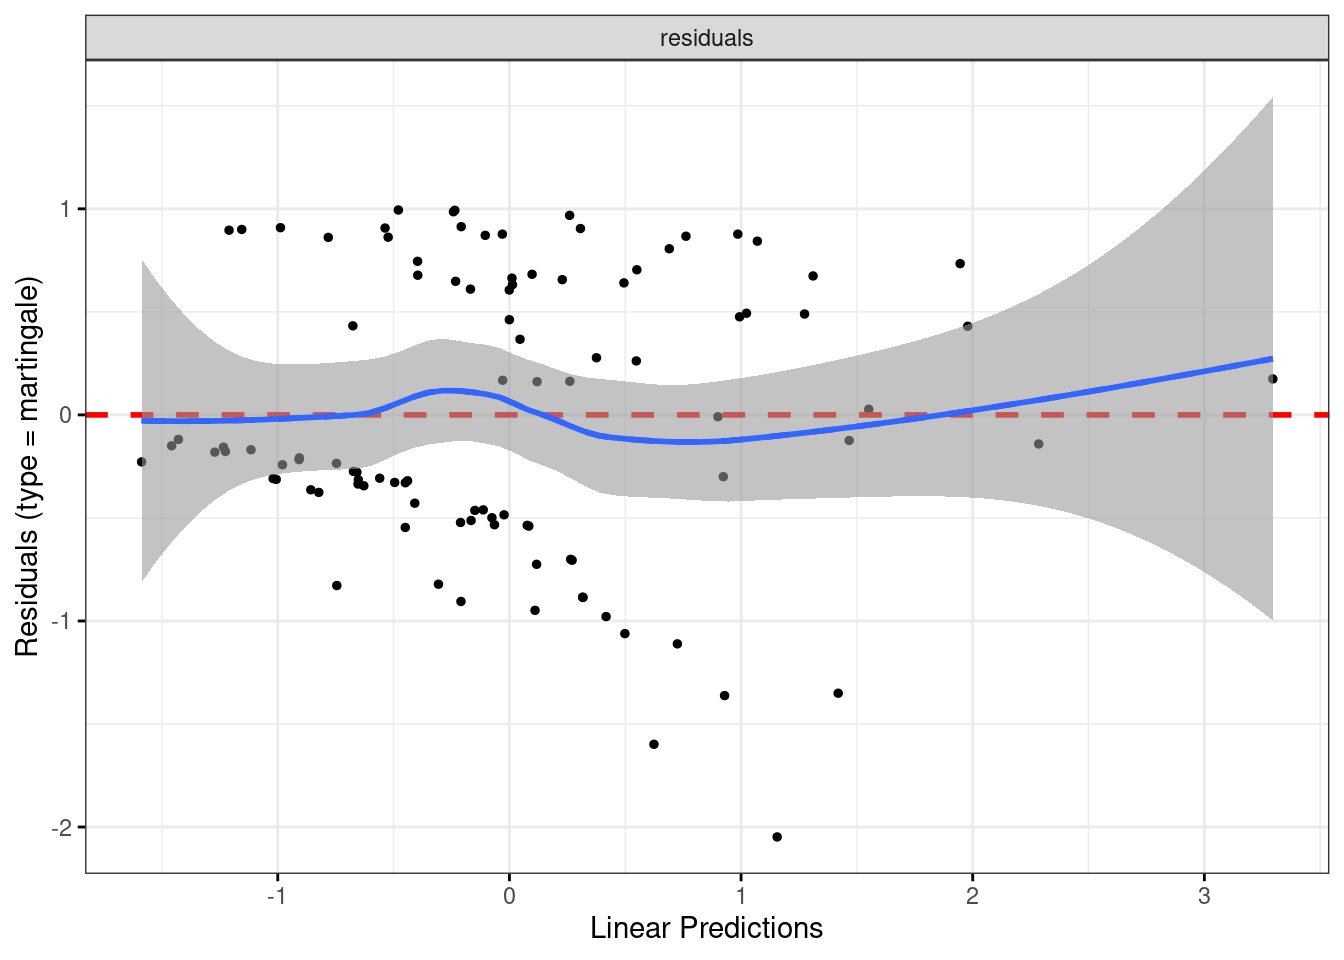 residuals
Residuals (type = martingale)
1
0
-1
-2
-1 0 1 2 3
Linear Predictions